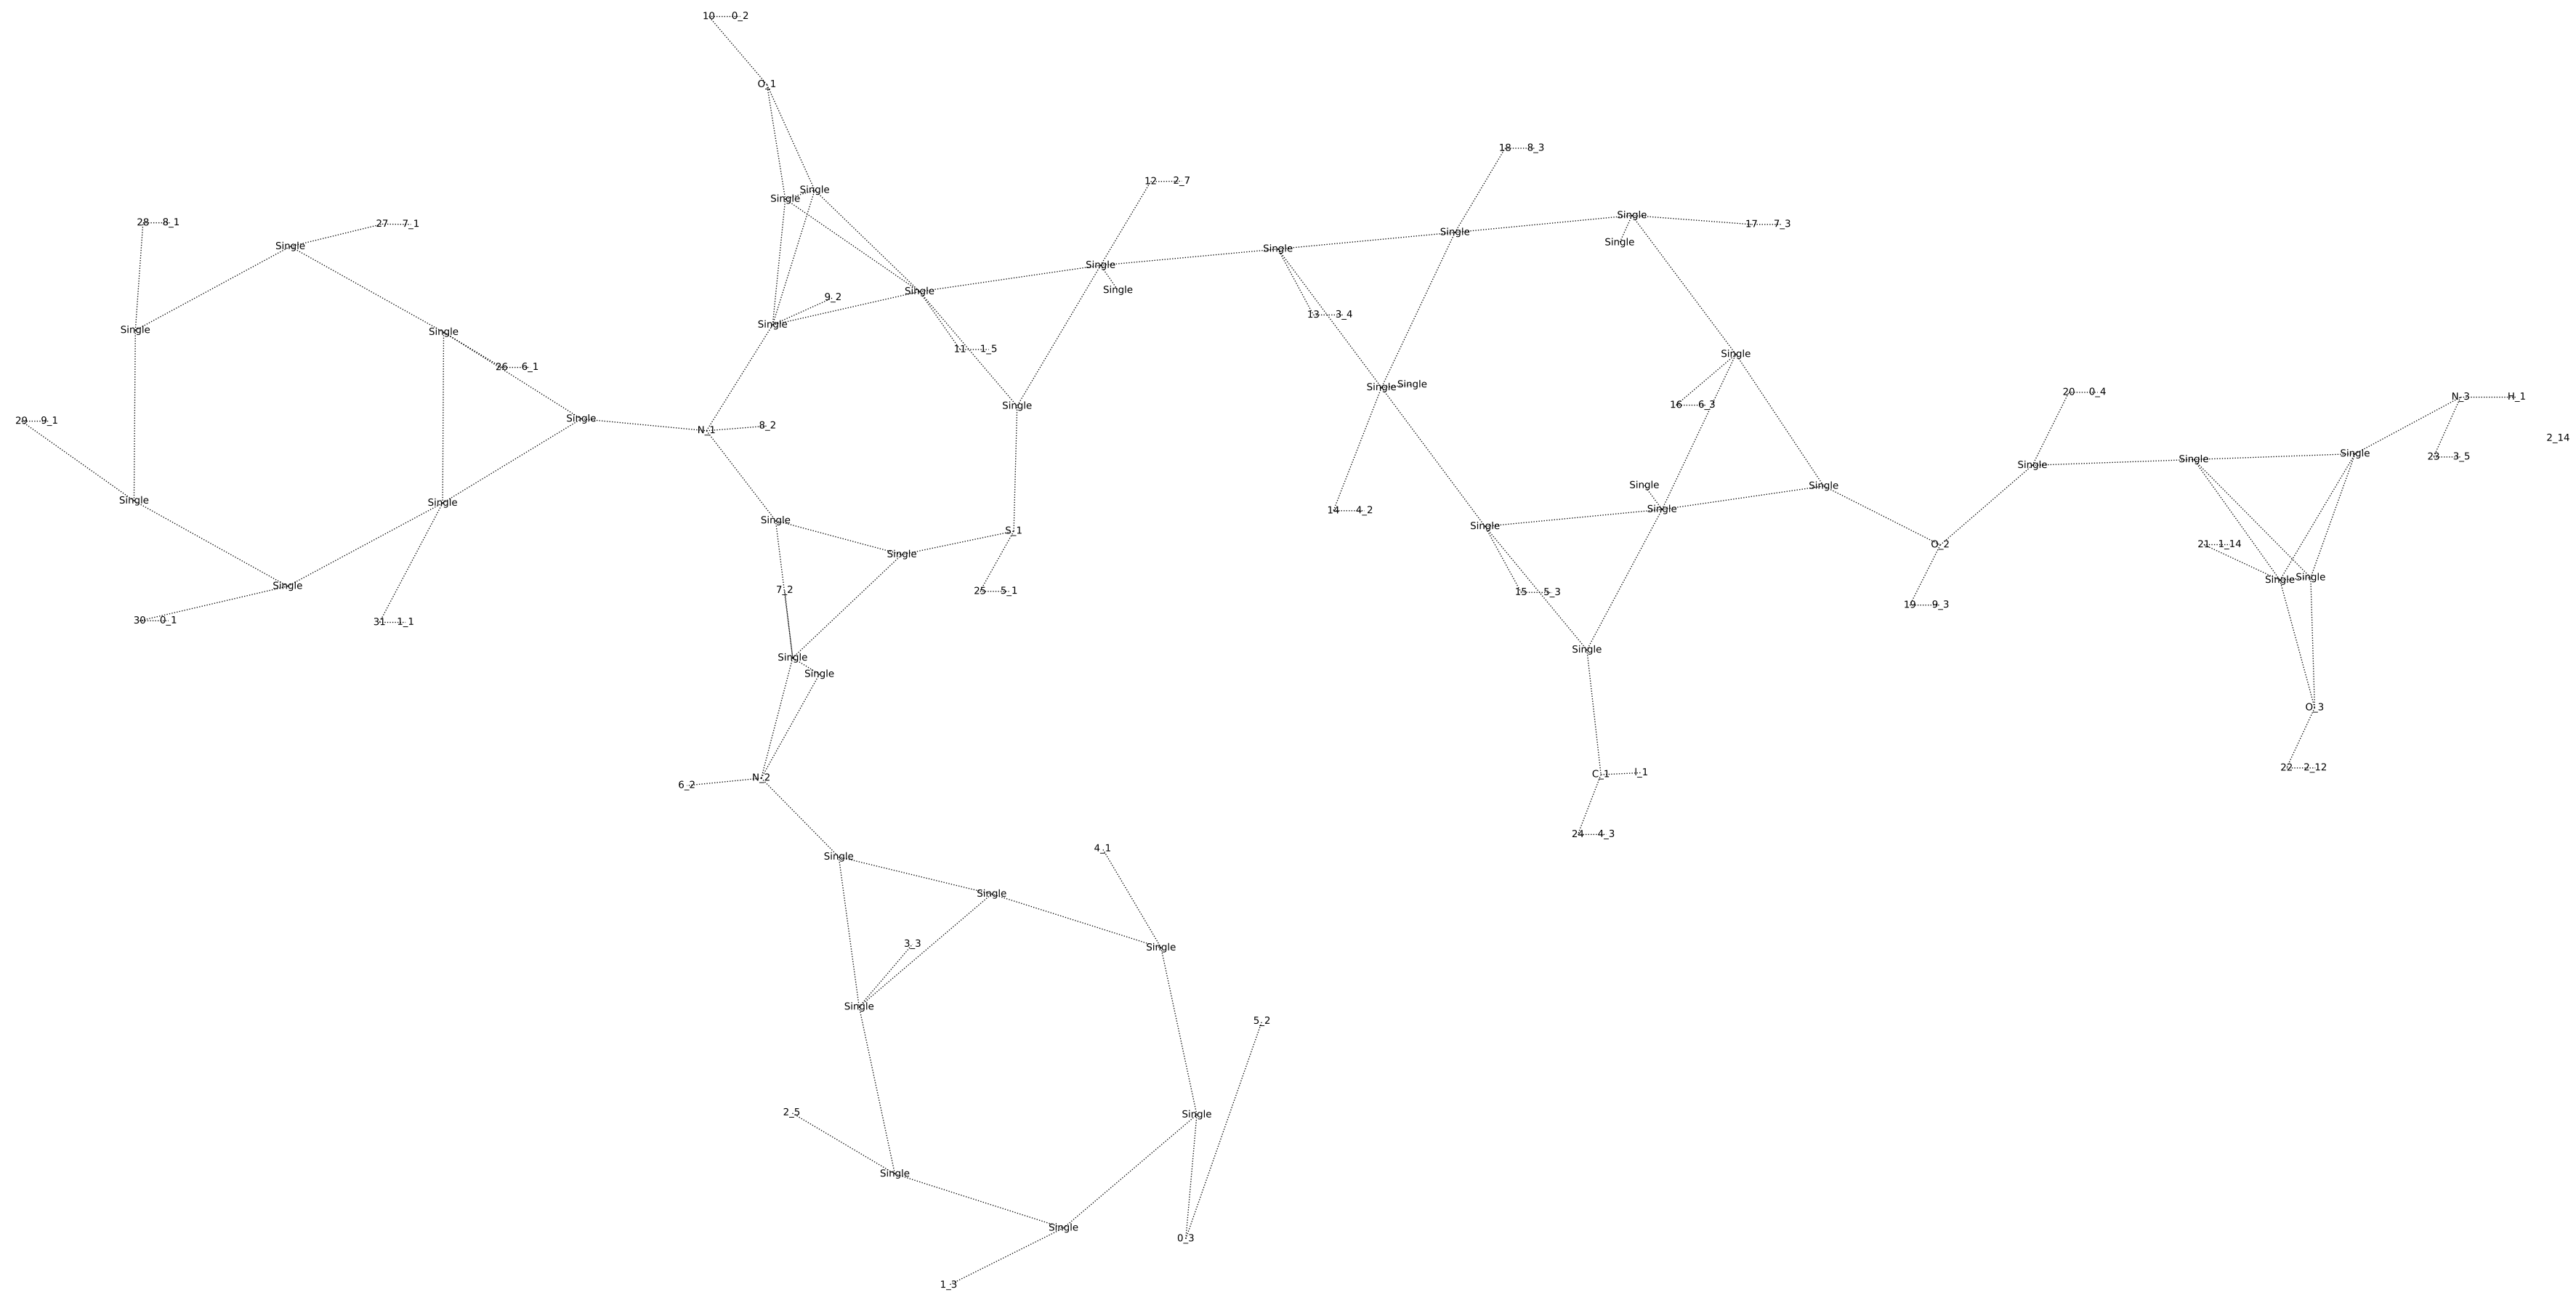 10 0_2
O_1
18 8_3
12 2_7
Single
Single
Single
28 8_1
27 7_1
17 7_3
Single
Single
Single
Single
Single
Single
Single
Single
9_2
Single
13 3_4
Single
Single
11 1_5
Single
26 6_1
Single Single
20 0_4
N_3 H_1
16 6_3
Single
29 9_1
Single
8_2
N_1
2_14
Single
23 3_5
Single
Single
Single
Single
Single
Single
Single
14 4_2
Single
Single
Single
S_1
O_2
21 1_14
Single
Single
Single
Single
7_2
25 5_1
15 5_3
19 9_3
30 0_1
31 1_1
Single
Single
Single
O_3
22 2_12
I_1
C_1
N_2
6_2
24 4_3
4_1
Single
Single
3_3
Single
Single
5_2
2_5
Single
Single
Single
0_3
1_3